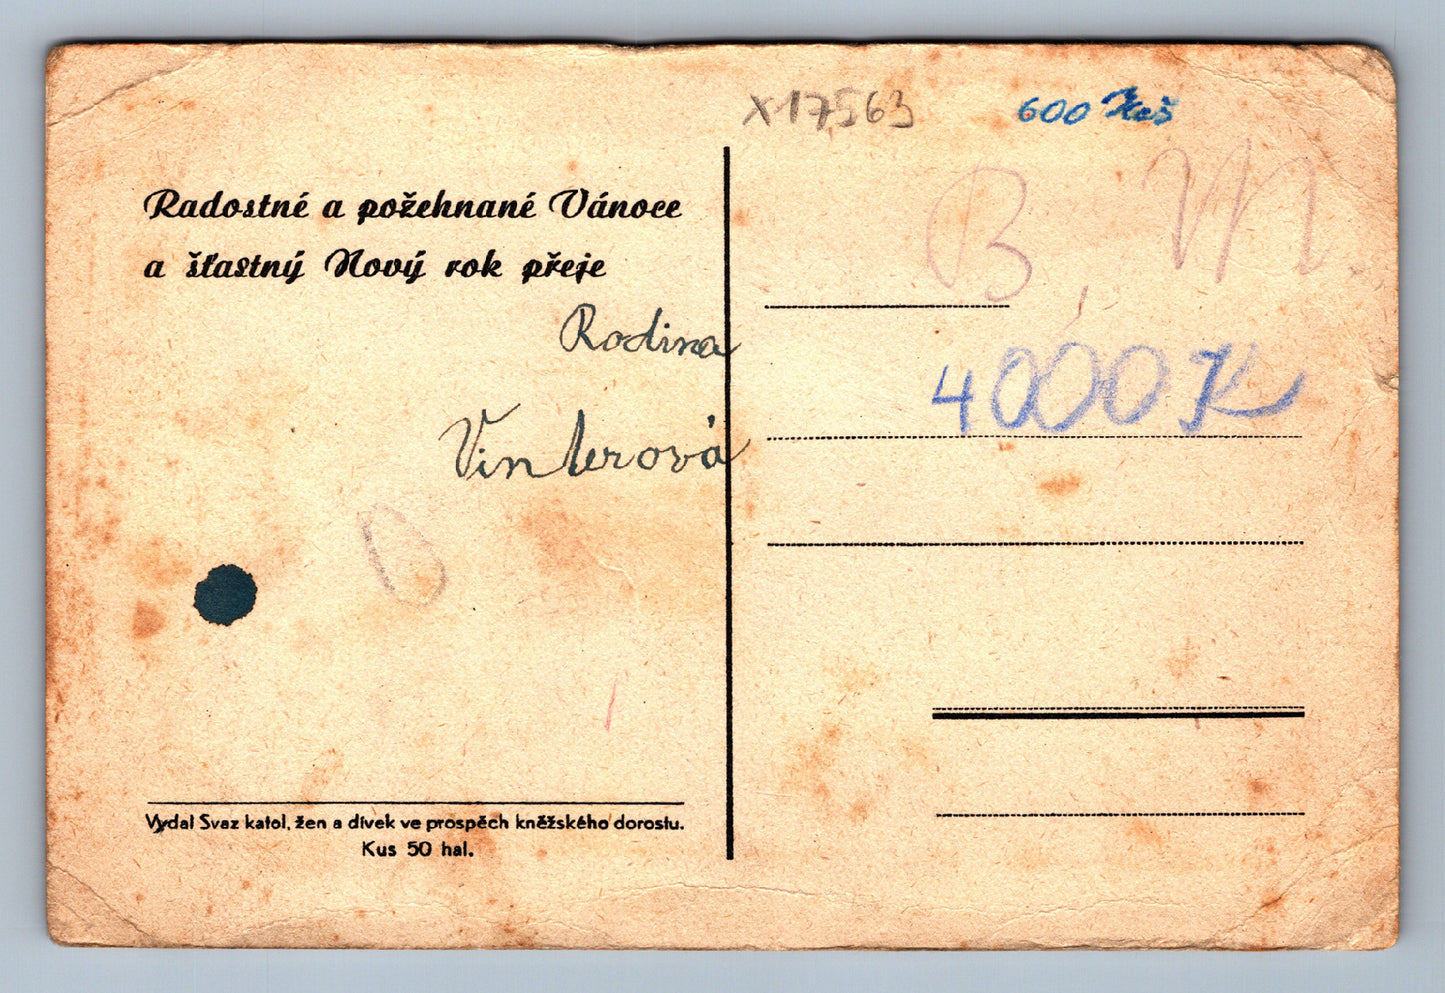 X17563
600 Kčs
Radostné a požehnané Vánoce
a šťastný Nový rok přeje
Rodina
Vinterová
B, M
4000 K
Vydal Svaz katol. žen a dívek ve prospěch kněžského dorostu.
Kus 50 hal.